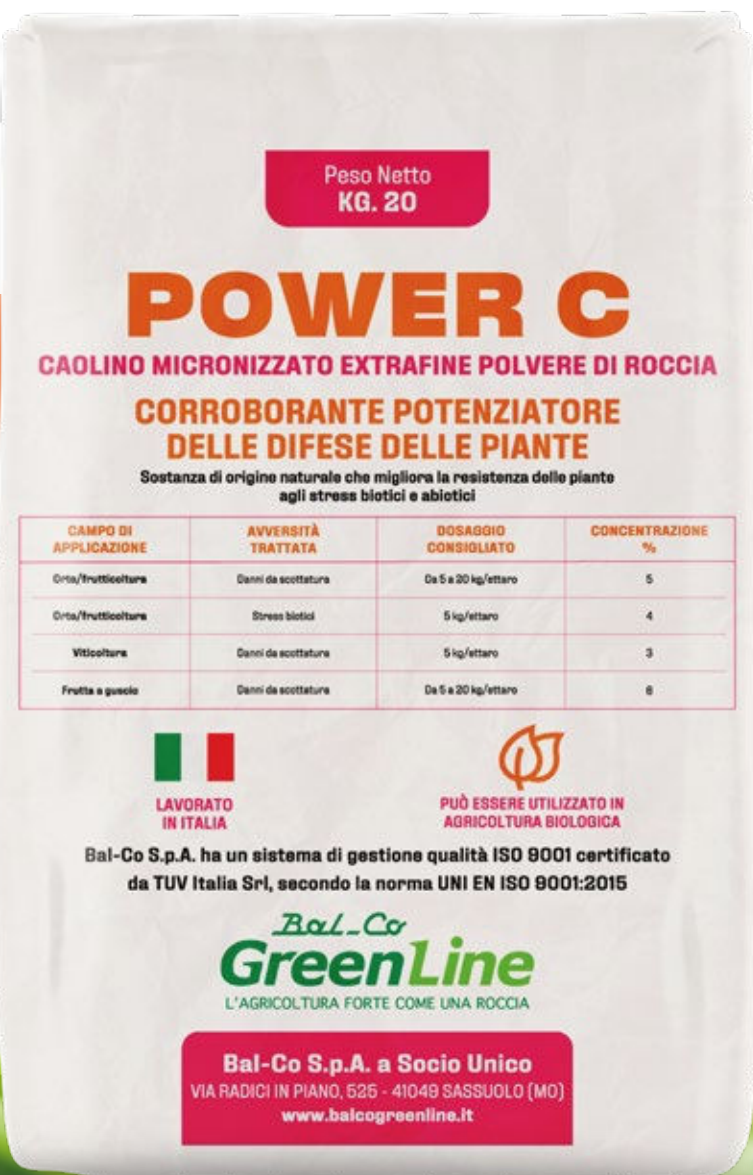 Peso Netto
KG. 20
POWER C
CAOLINO MICRONIZZATO EXTRAFINE POLVERE DI ROCCIA
CORROBORANTE POTENZIATORE
DELLE DIFESE DELLE PIANTE
Sostanza di origine naturale che migliora la resistenza delle piante
agli stress biotici e abiotici
CAMPO DI APPLICAZIONE AVVERSITÀ TRATTATA DOSAGGIO CONSIGLIATO CONCENTRAZIONE %
Orto/frutticoltura Danni da scottatura Da 5 a 20 kg/ettaro 5
Orto/frutticoltura Stress biotici 5 kg/ettaro 4
Viticoltura Danni da scottatura 5 kg/ettaro 3
Frutta a guscio Danni da scottatura Da 5 a 20 kg/ettaro
LAVORATO
IN ITALIA
PUÒ ESSERE UTILIZZATO IN
AGRICOLTURA BIOLOGICA
Bal-Co S.p.A. ha un sistema di gestione qualità ISO 9001 certificato
da TUV Italia Srl, secondo la norma UNI EN ISO 9001:2015
Bal-Co
GreenLine
L'AGRICOLTURA FORTE COME UNA ROCCIA
Bal-Co S.p.A. a Socio Unico
VIA RADICI IN PIANO, 525 - 41049 SASSUOLO (MO)
www.balcogreenline.it